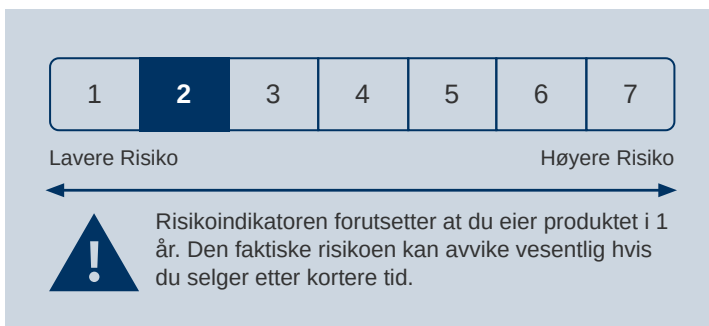 1 2 3 4 5 6 7
Lavere Risiko Høyere Risiko
!
Risikoindikatoren forutsetter at du eier produktet i 1
år. Den faktiske risikoen kan avvike vesentlig hvis
du selger etter kortere tid.